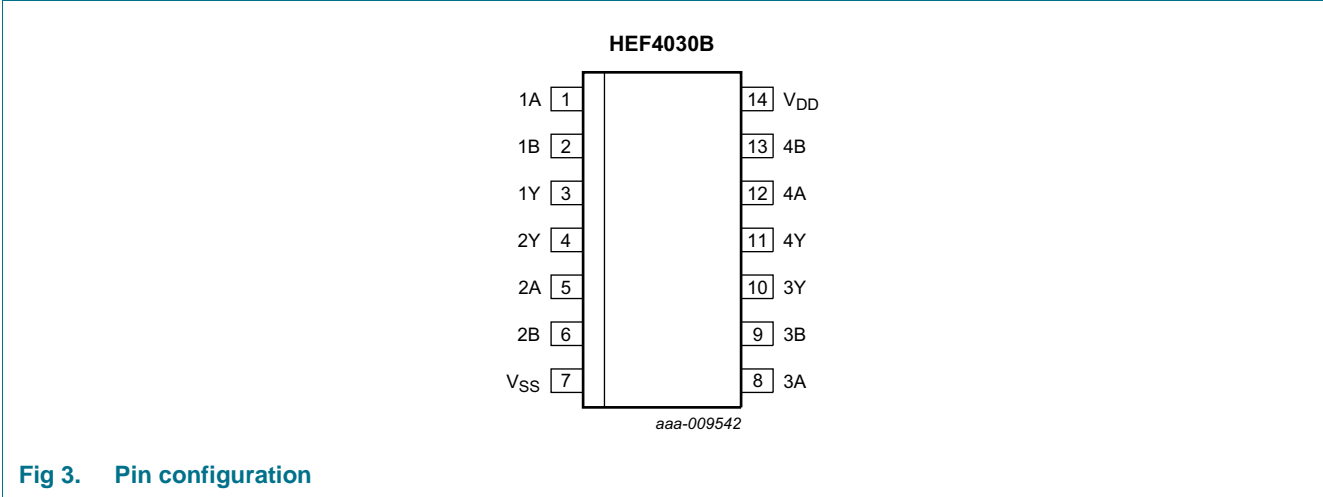 HEF4030B
1A 1 14 VDD
1B 2 13 4B
1Y 3 12 4A
2Y 4 11 4Y
2A 5 10 3Y
2B 6 9 3B
VSS 7 8 3A
aaa-009542
Fig 3. Pin configuration